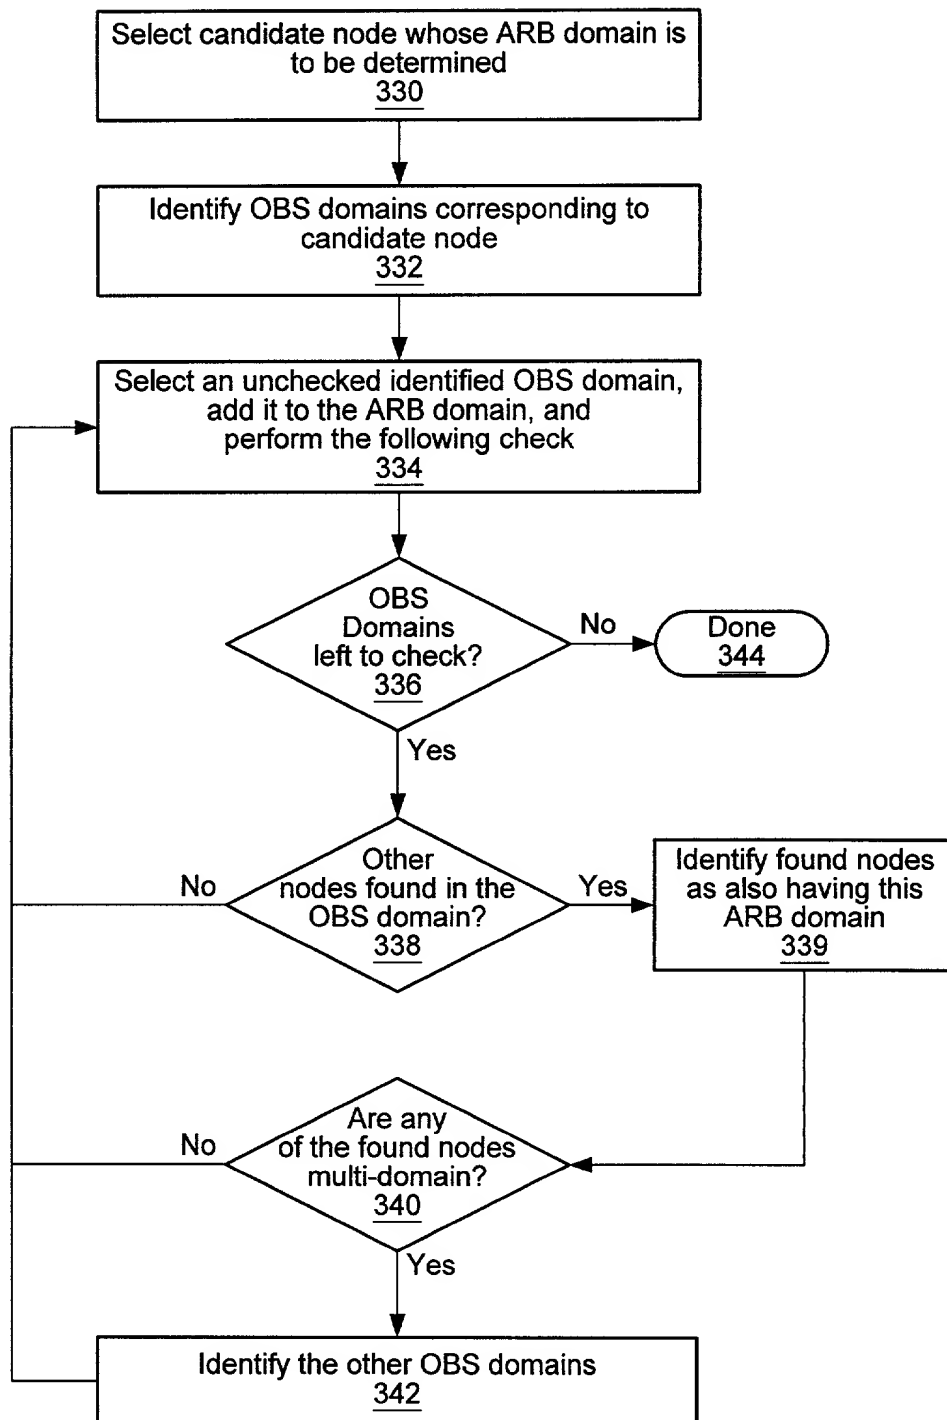 Select candidate node whose ARB domain is
to be determined
330
Identify OBS domains corresponding to
candidate node
332
Select an unchecked identified OBS domain,
add it to the ARB domain, and
perform the following check
334
OBS
Domains
left to check?
336
No
Done
344
Yes
Other
nodes found in the
OBS domain?
338
No
Yes
Identify found nodes
as also having this
ARB domain
339
Are any
of the found nodes
multi-domain?
340
No
Yes
Identify the other OBS domains
342